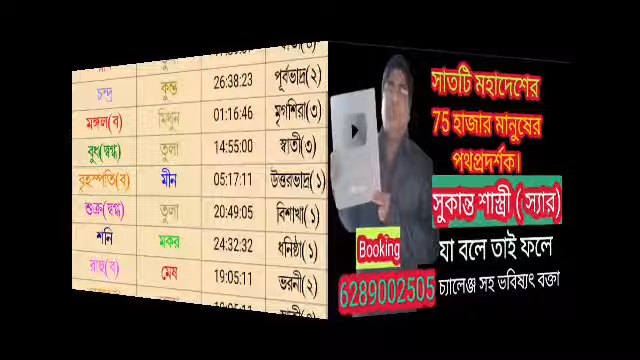 চন্দ্র কুম্ভ 26:38:23 পূর্বভাদ্র(২)
মঙ্গল(ব) মিথুন 01:16:46 মৃগশিরা(৩)
বুধ(স্বগৃ) তুলা 14:55:00 স্বাতী(৩)
বৃহস্পতি(ব) মীন 05:17:11 উত্তরভাদ্র(১)
শুক্র(স্বগৃ) তুলা 20:49:05 বিশাখা(১)
শনি মকর 24:32:32 ধনিষ্ঠা(১)
রাহু(ব) মেষ 19:05:11 ভরনী(২)
সাতটি মহাদেশের
75 হাজার মানুষের
পথপ্রদর্শক।
সুকান্ত শাস্ত্রী ( স্যার)
যা বলে তাই ফলে
চ্যালেঞ্জ সহ ভবিষ্যৎ বক্তা
Booking
6289002505